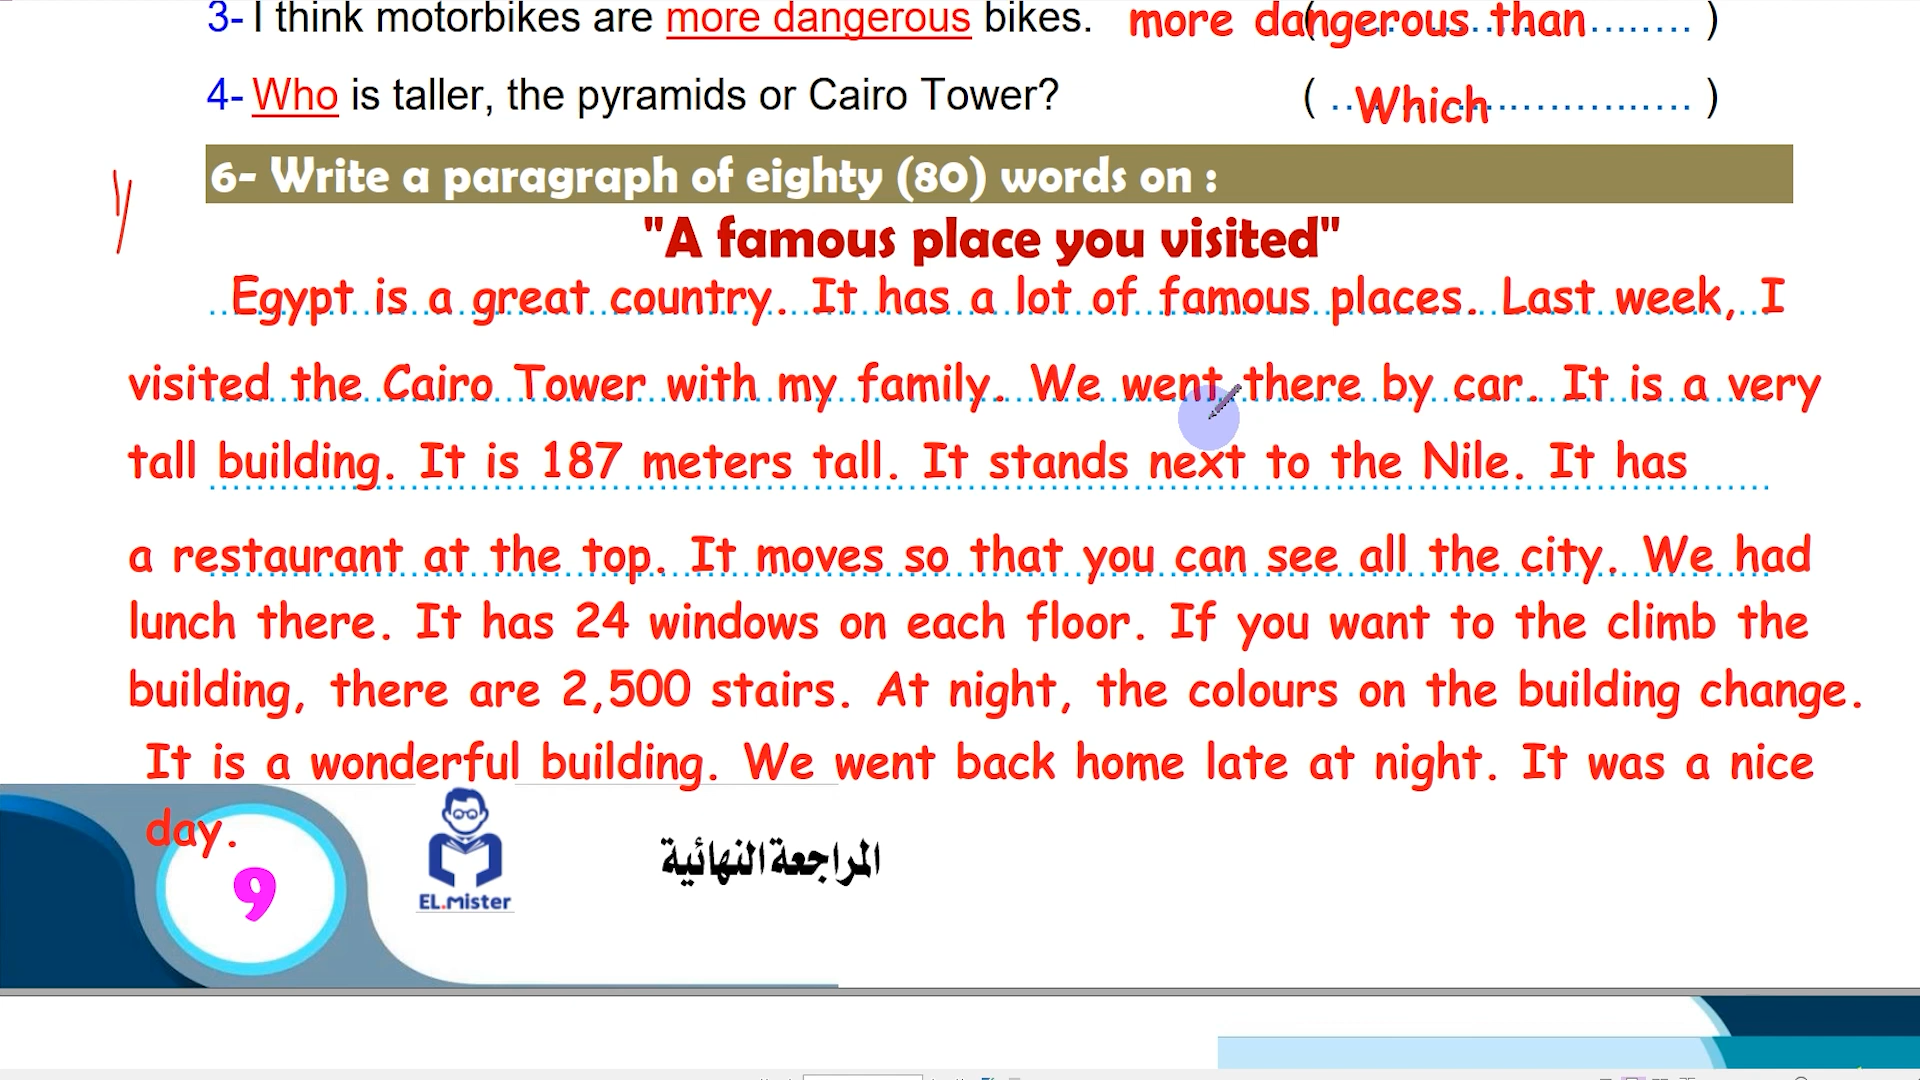 3- I think motorbikes are more dangerous bikes. more dangerous than (.....................)
4- Who is taller, the pyramids or Cairo Tower? (..... Which .....................)
6- Write a paragraph of eighty (80) words on :
"A famous place you visited"
Egypt is a great country. It has a lot of famous places. Last week, I
visited the Cairo Tower with my family. We went there by car. It is a very
tall building. It is 187 meters tall. It stands next to the Nile. It has
a restaurant at the top. It moves so that you can see all the city. We had
lunch there. It has 24 windows on each floor. If you want to the climb the
building, there are 2,500 stairs. At night, the colours on the building change.
It is a wonderful building. We went back home late at night. It was a nice
day.
9
EL.mister
المراجعة النهائية